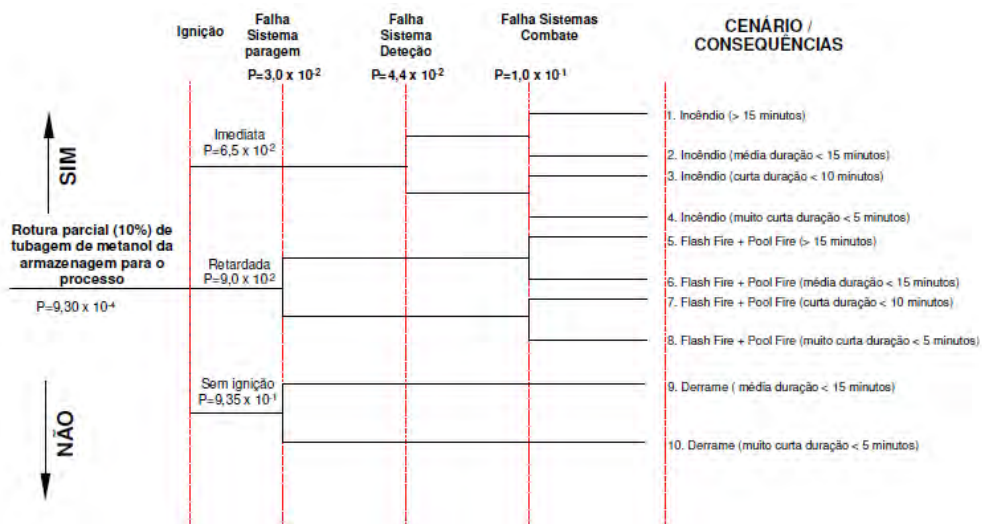 Ignição
Falha
Sistema
paragem
P=3,0 x 10⁻²
Falha
Sistema
Deteção
P=4,4 x 10⁻²
Falha Sistemas
Combate
P=1,0 x 10⁻¹
CENÁRIO /
CONSEQUÊNCIAS
SIM
Imediata
P=6,5 x 10⁻²
1. Incêndio (> 15 minutos)
2. Incêndio (média duração < 15 minutos)
3. Incêndio (curta duração < 10 minutos)
4. Incêndio (muito curta duração < 5 minutos)
Rotura parcial (10%) de
tubagem de metanol da
armazenagem para o
processo
P=9,30 x 10⁻⁴
Retardada
P=9,0 x 10⁻²
5. Flash Fire + Pool Fire (> 15 minutos)
6. Flash Fire + Pool Fire (média duração < 15 minutos)
7. Flash Fire + Pool Fire (curta duração < 10 minutos)
8. Flash Fire + Pool Fire (muito curta duração < 5 minutos)
NÃO
Sem ignição
P=9,35 x 10⁻¹
9. Derrame ( média duração < 15 minutos)
10. Derrame (muito curta duração < 5 minutos)